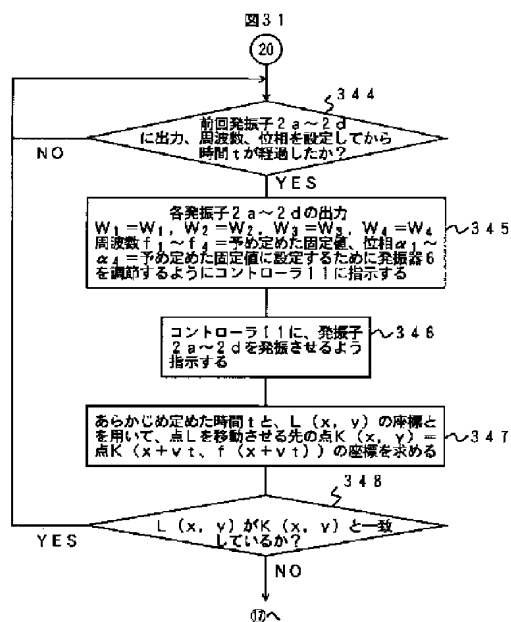 図31
20
344
前回発振子2a～2d
に出力、周波数、位相を設定してから
時間tが経過したか?
NO
YES
各発振子2a～2dの出力
W₁=W₁, W₂=W₂, W₃=W₃, W₄=W₄
周波数f₁～f₄=予め定めた固定値、位相α₁～
α₄=予め定めた固定値に設定するために発振器6
を調節するようにコントローラ11に指示する
345
コントローラ11に、発振子
2a～2dを発振させるよう
指示する
346
あらかじめ定めた時間tと、L(x, y)の座標と
を用いて、点Lを移動させる先の点K(x, y)=
点K(x+vt、f(x+vt))の座標を求める
347
348
L(x, y)がK(x, y)と一致
しているか?
YES
NO
⑰へ